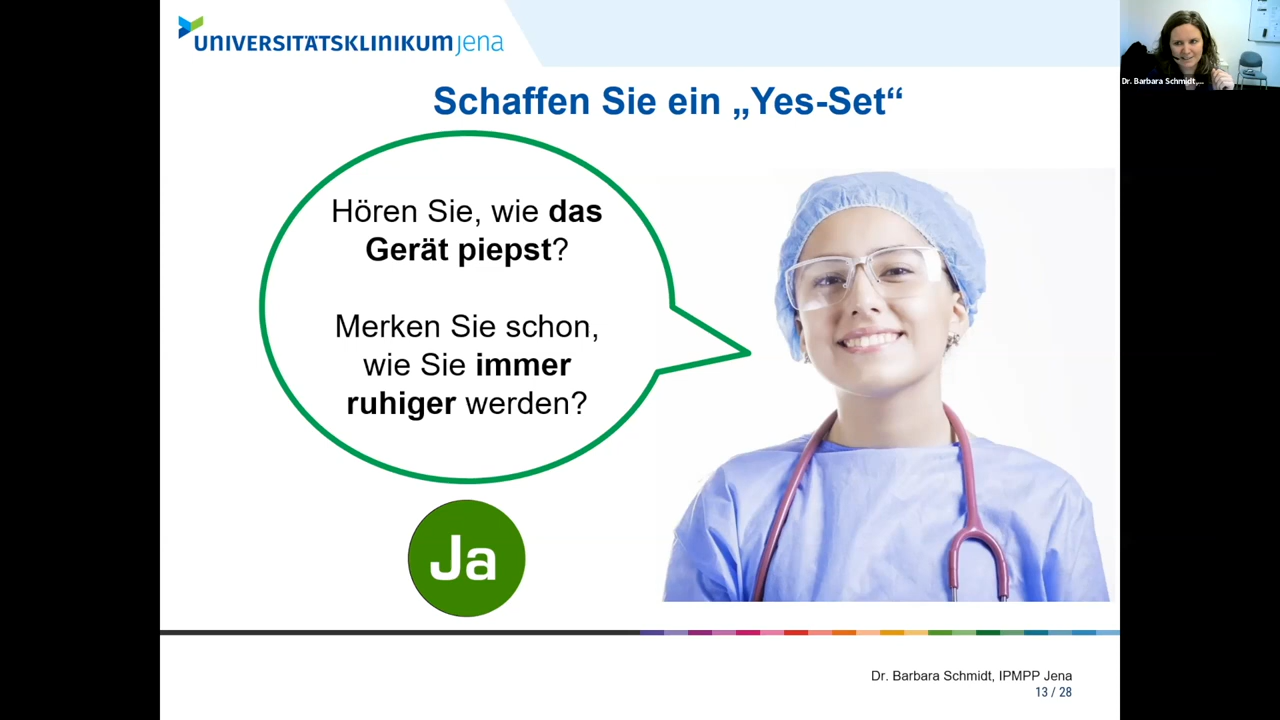 UNIVERSITÄTSKLINIKUM jena
Dr. Barbara Schmidt,...
Schaffen Sie ein „Yes-Set“
Hören Sie, wie das
Gerät piepst?
Merken Sie schon,
wie Sie immer
ruhiger werden?
Ja
Dr. Barbara Schmidt, IPMPP Jena
13 / 28